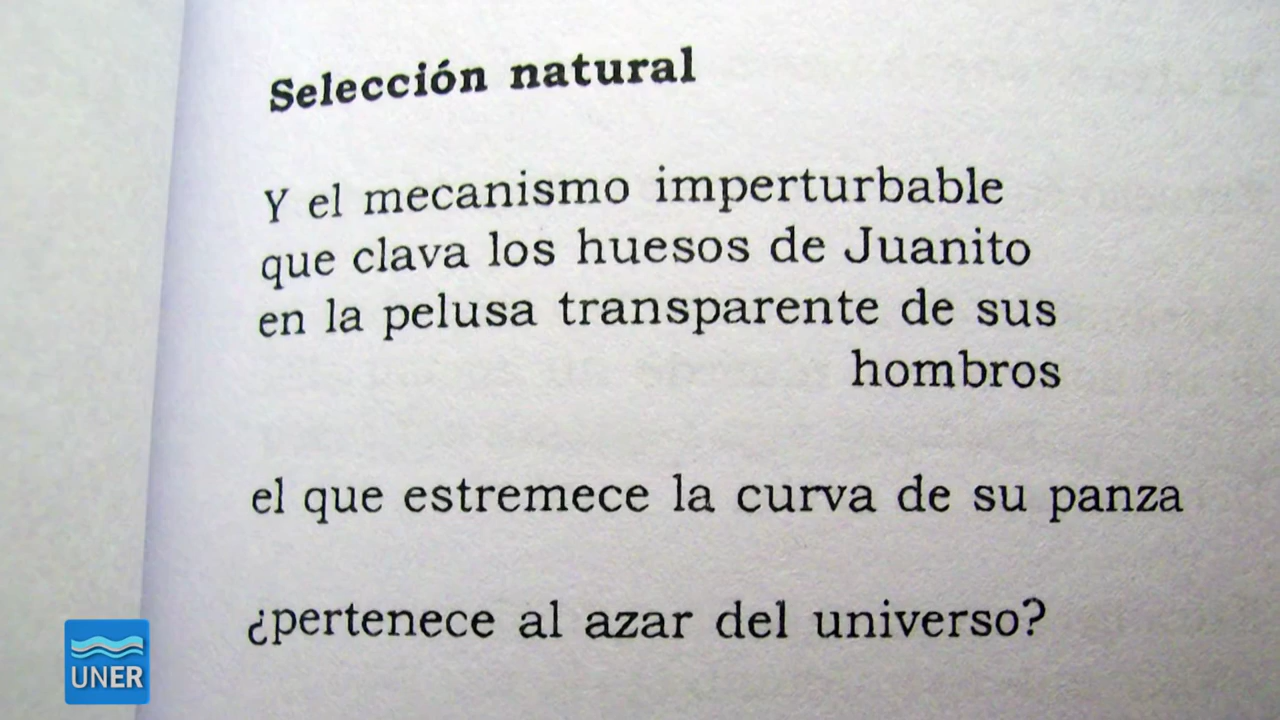 Selección natural
Y el mecanismo imperturbable
que clava los huesos de Juanito
en la pelusa transparente de sus
hombros
el que estremece la curva de su panza
¿pertenece al azar del universo?
UNER